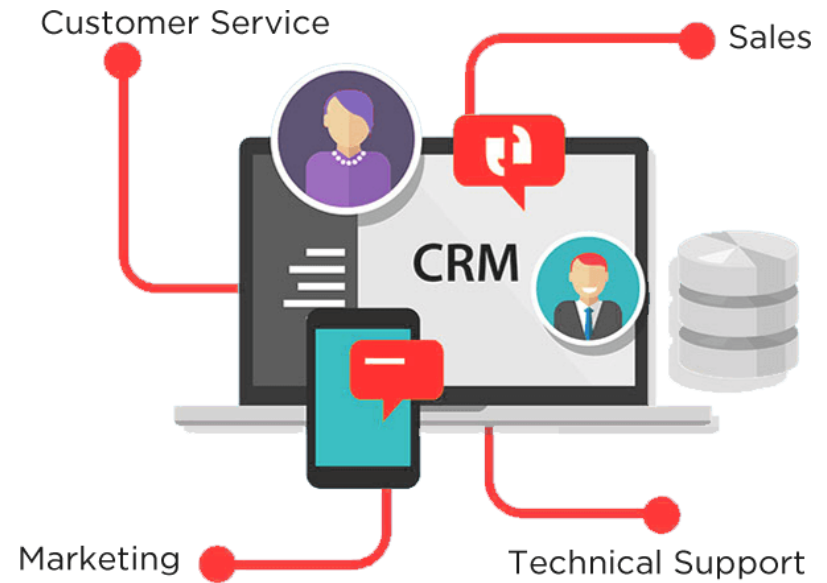 Customer Service
Sales
CRM
Marketing
Technical Support